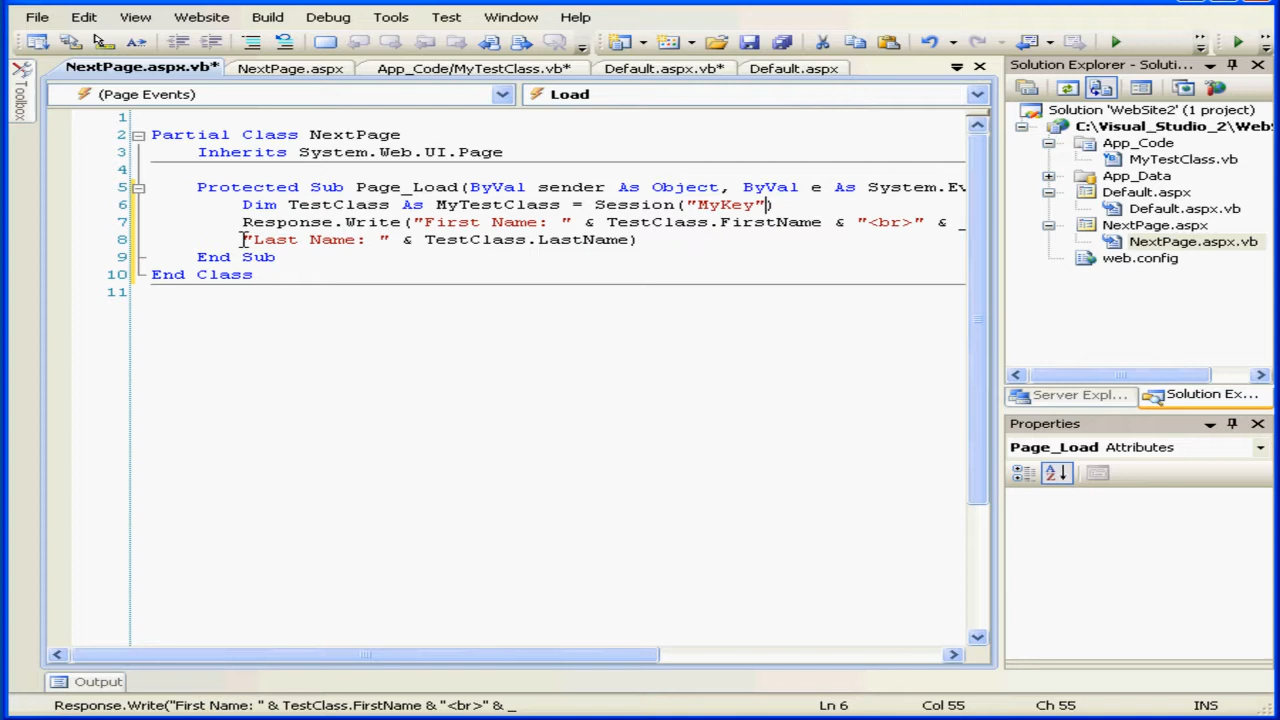 File Edit View Website Build Debug Tools Test Window Help
NextPage.aspx.vb* NextPage.aspx App_Code/MyTestClass.vb* Default.aspx.vb* Default.aspx
(Page Events) Load
1
2 Partial Class NextPage
3 Inherits System.Web.UI.Page
4
5 Protected Sub Page_Load(ByVal sender As Object, ByVal e As System.Ev
6 Dim TestClass As MyTestClass = Session("MyKey")
7 Response.Write("First Name: " & TestClass.FirstName & "<br>" & _
8 "Last Name: " & TestClass.LastName)
9 End Sub
10 End Class
11
Toolbox
Solution Explorer - Soluti...
Solution 'WebSite2' (1 project)
C:\Visual_Studio_2\Web
App_Code
MyTestClass.vb
App_Data
Default.aspx
Default.aspx.vb
NextPage.aspx
NextPage.aspx.vb
web.config
Server Expl... Solution Ex...
Properties
Page_Load Attributes
Output
Response.Write("First Name: " & TestClass.FirstName & "<br>" & _ Ln 6 Col 55 Ch 55 INS